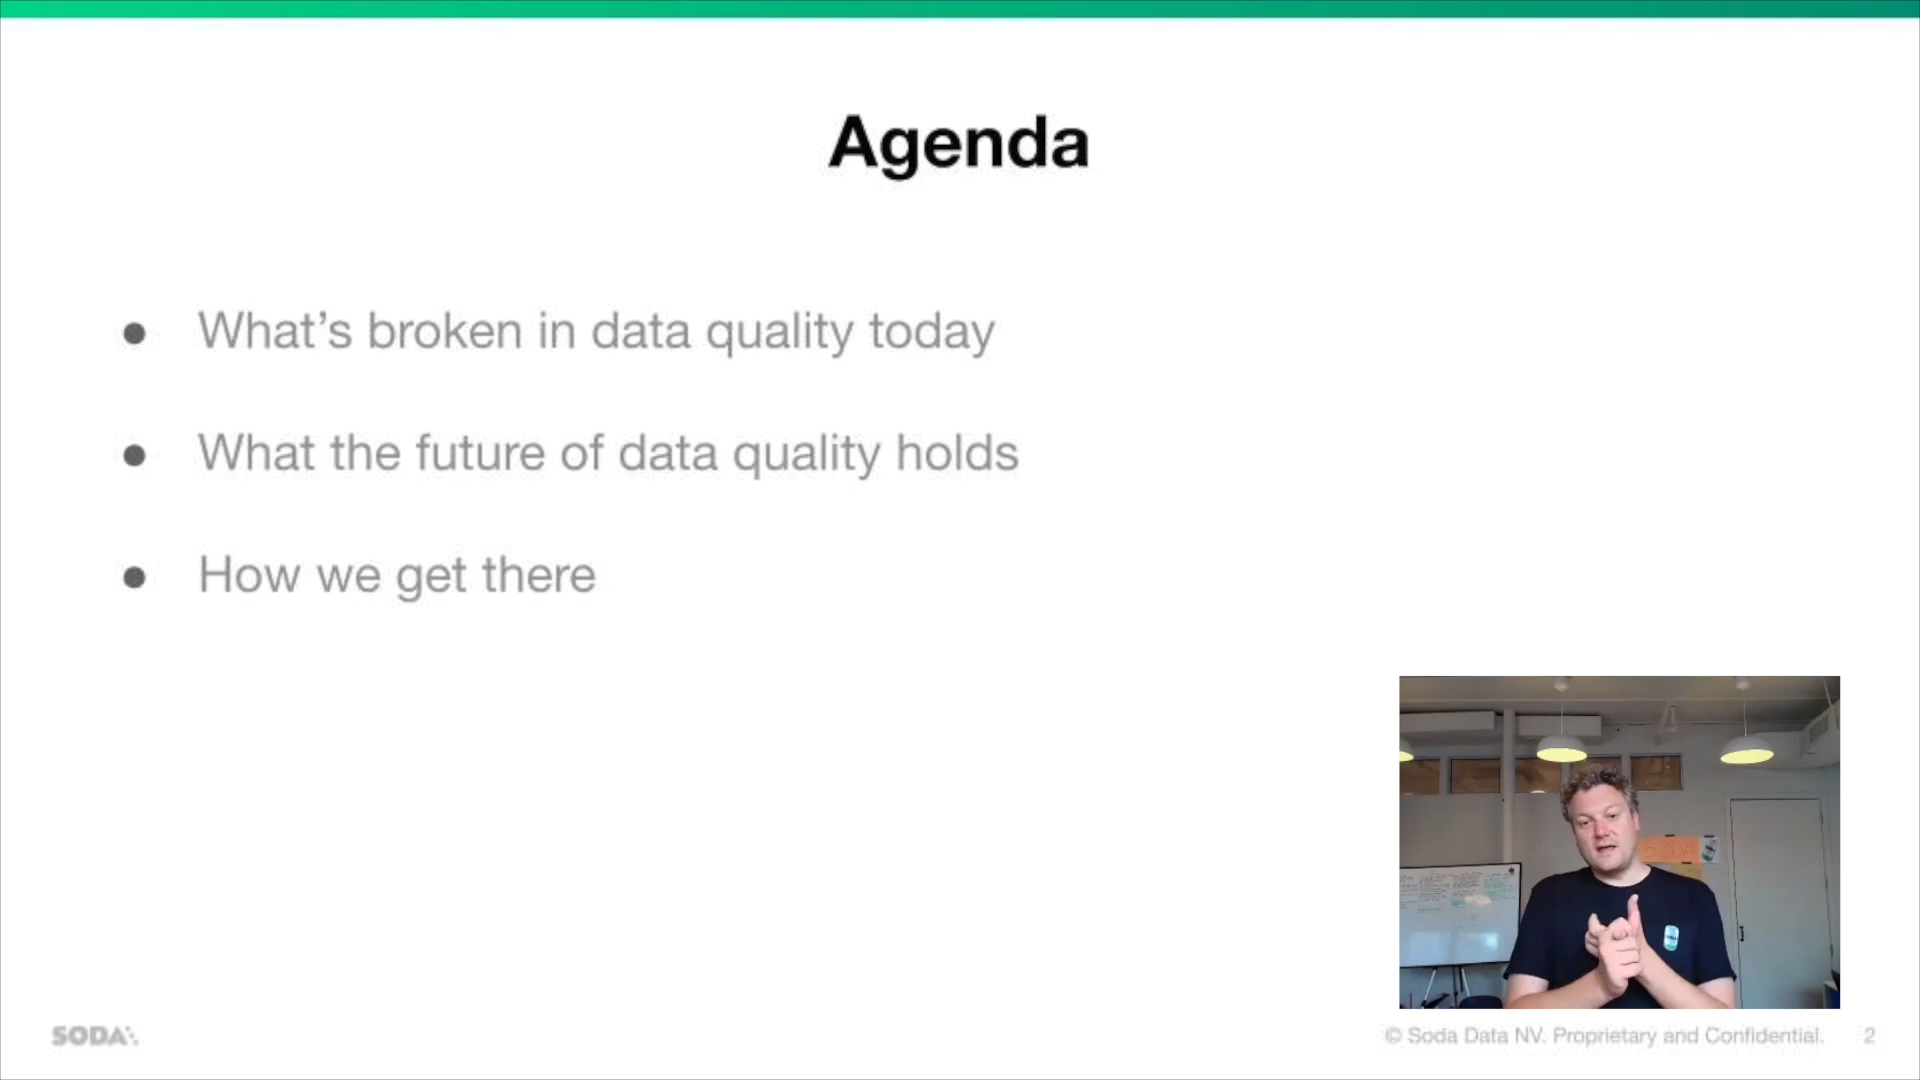 Agenda
● What’s broken in data quality today
● What the future of data quality holds
● How we get there
SODA
SODA
© Soda Data NV. Proprietary and Confidential. 2